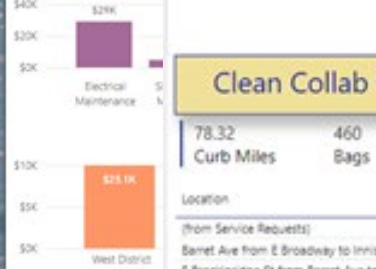 $40K
$29K
$20K
$0K
Electrical
Maintenance
Clean Collab
78.32
460
Curb Miles
Bags
Location
(from Service Requests)
Barret Ave from E Broadway to Innis
$10K
$25.1K
$5K
$0K
West District